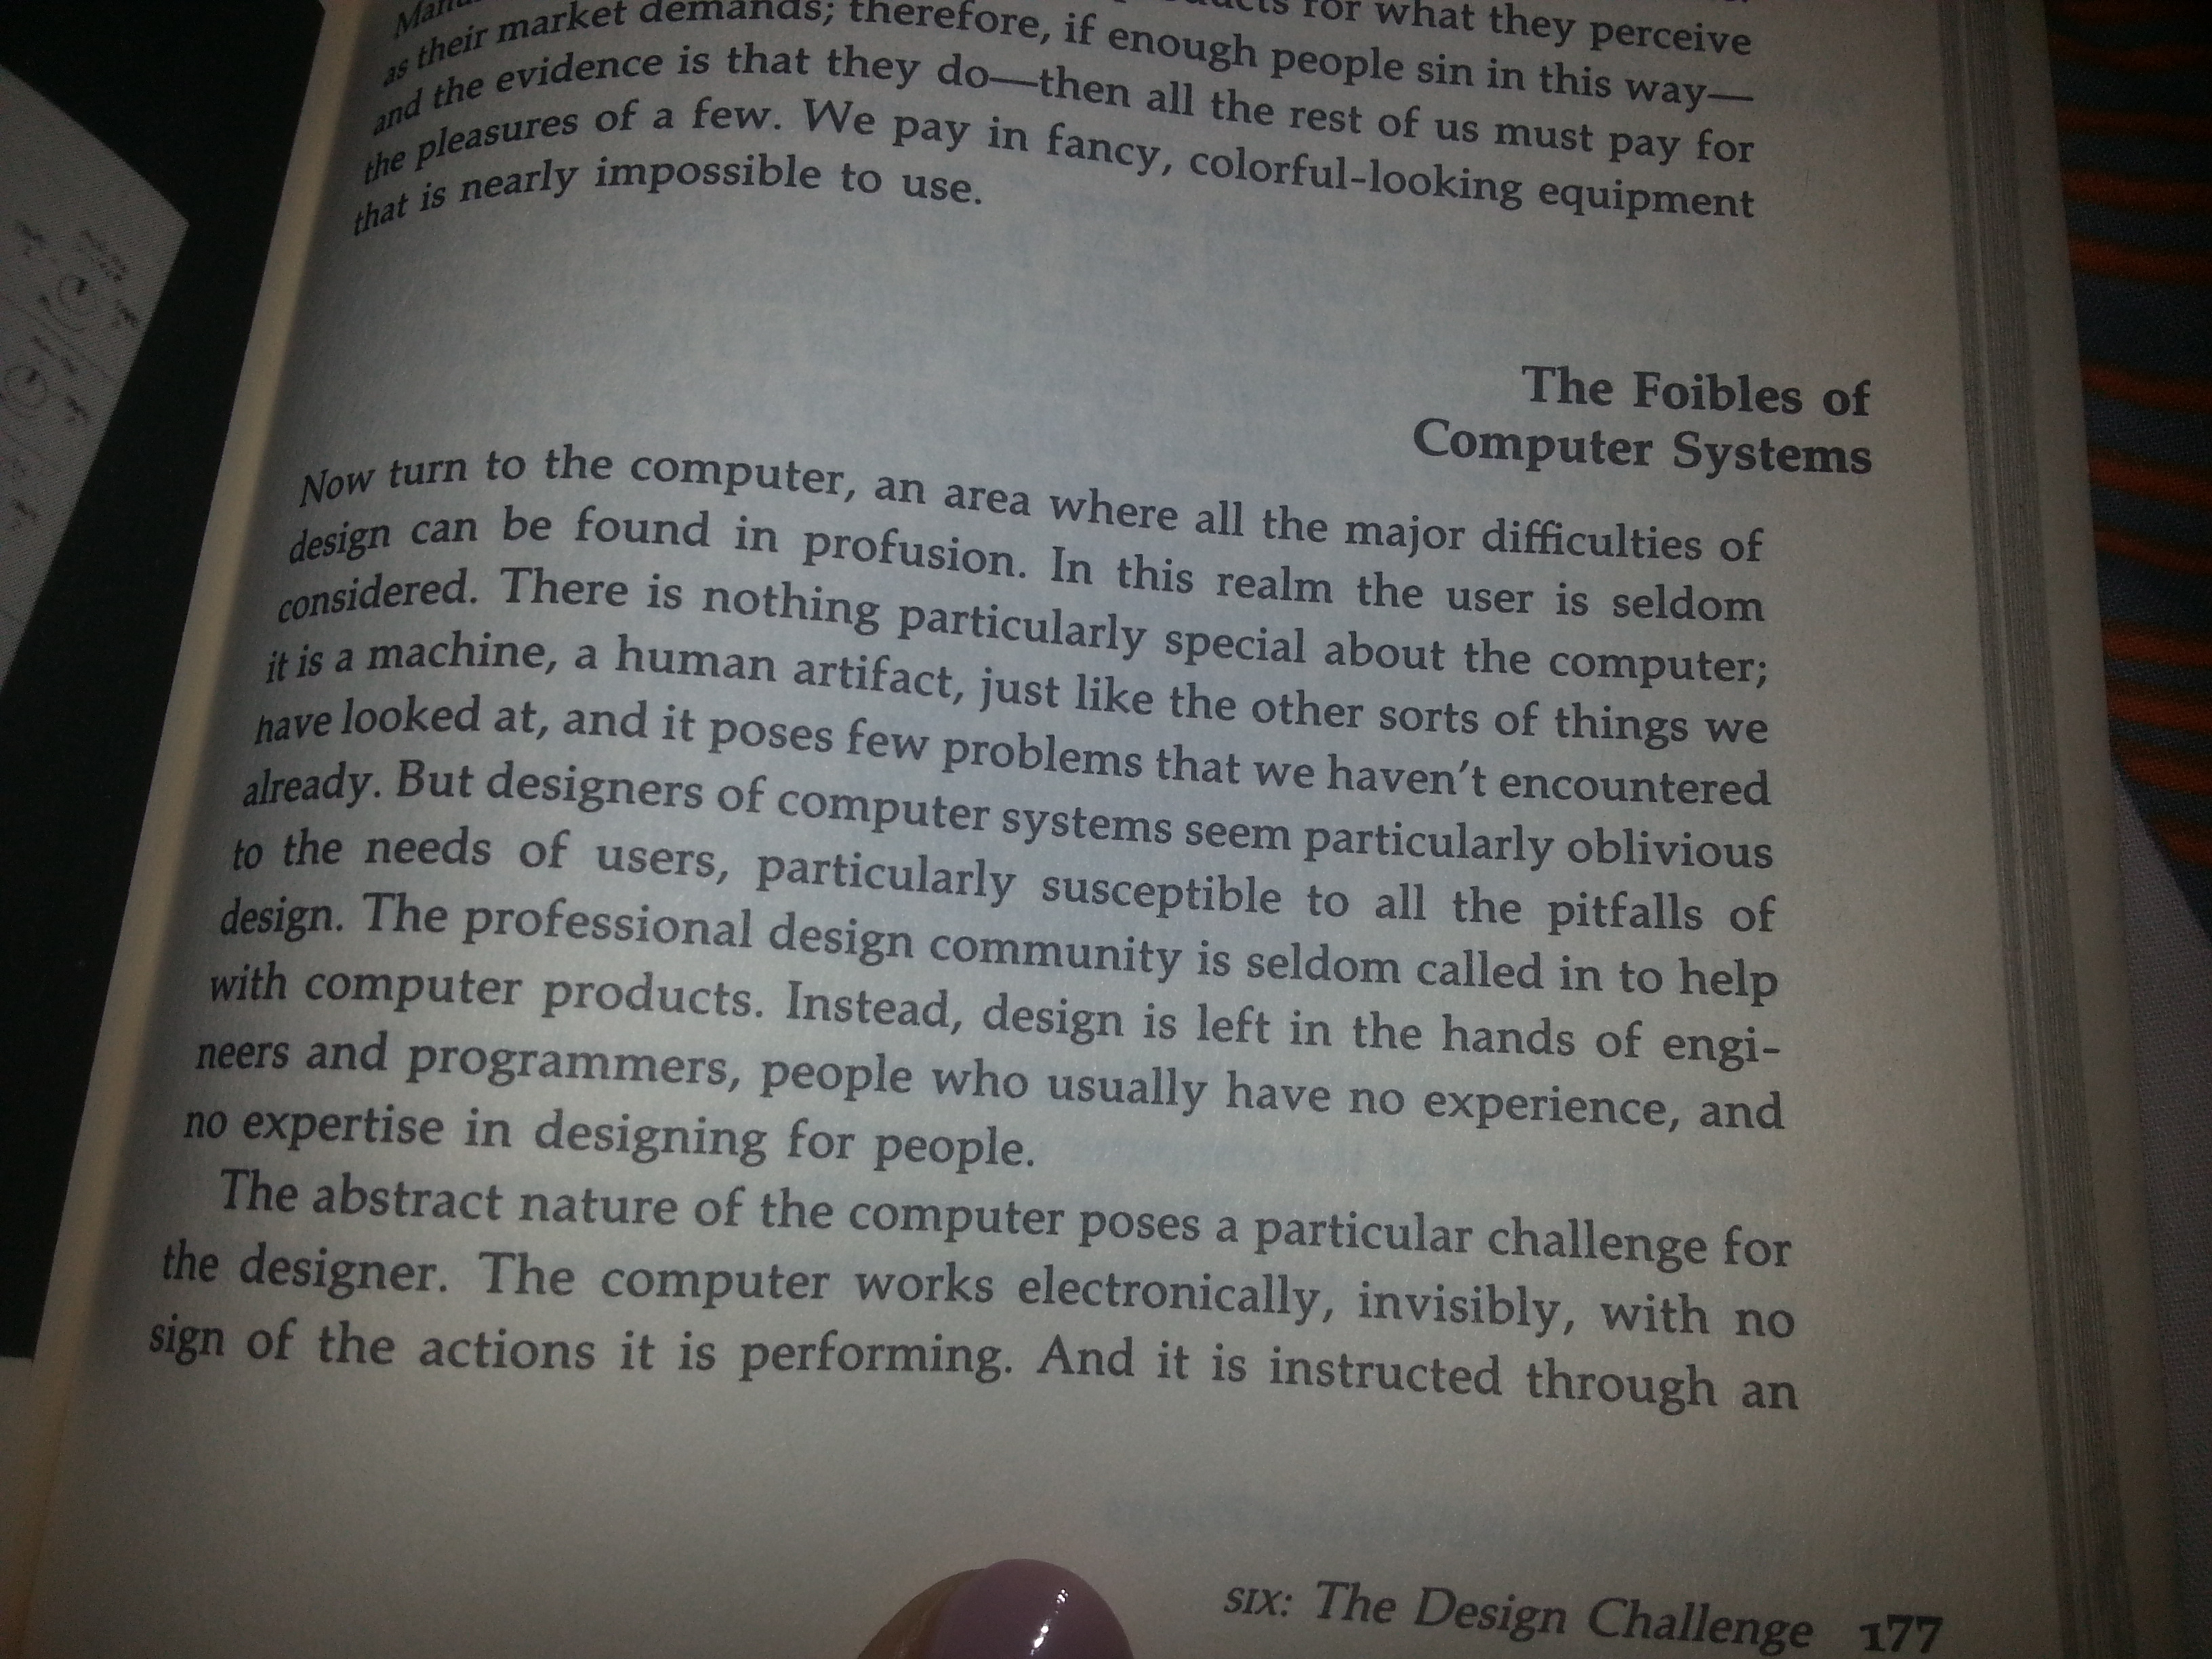 for what they perceive
as their market demands; therefore, if enough people sin in this way—
and the evidence is that they do—then all the rest of us must pay for
the pleasures of a few. We pay in fancy, colorful-looking equipment
that is nearly impossible to use.
The Foibles of
Computer Systems
Now turn to the computer, an area where all the major difficulties of
design can be found in profusion. In this realm the user is seldom
considered. There is nothing particularly special about the computer;
it is a machine, a human artifact, just like the other sorts of things we
have looked at, and it poses few problems that we haven't encountered
already. But designers of computer systems seem particularly oblivious
to the needs of users, particularly susceptible to all the pitfalls of
design. The professional design community is seldom called in to help
with computer products. Instead, design is left in the hands of engi-
neers and programmers, people who usually have no experience, and
no expertise in designing for people.
The abstract nature of the computer poses a particular challenge for
the designer. The computer works electronically, invisibly, with no
sign of the actions it is performing. And it is instructed through an
SIX: The Design Challenge 177